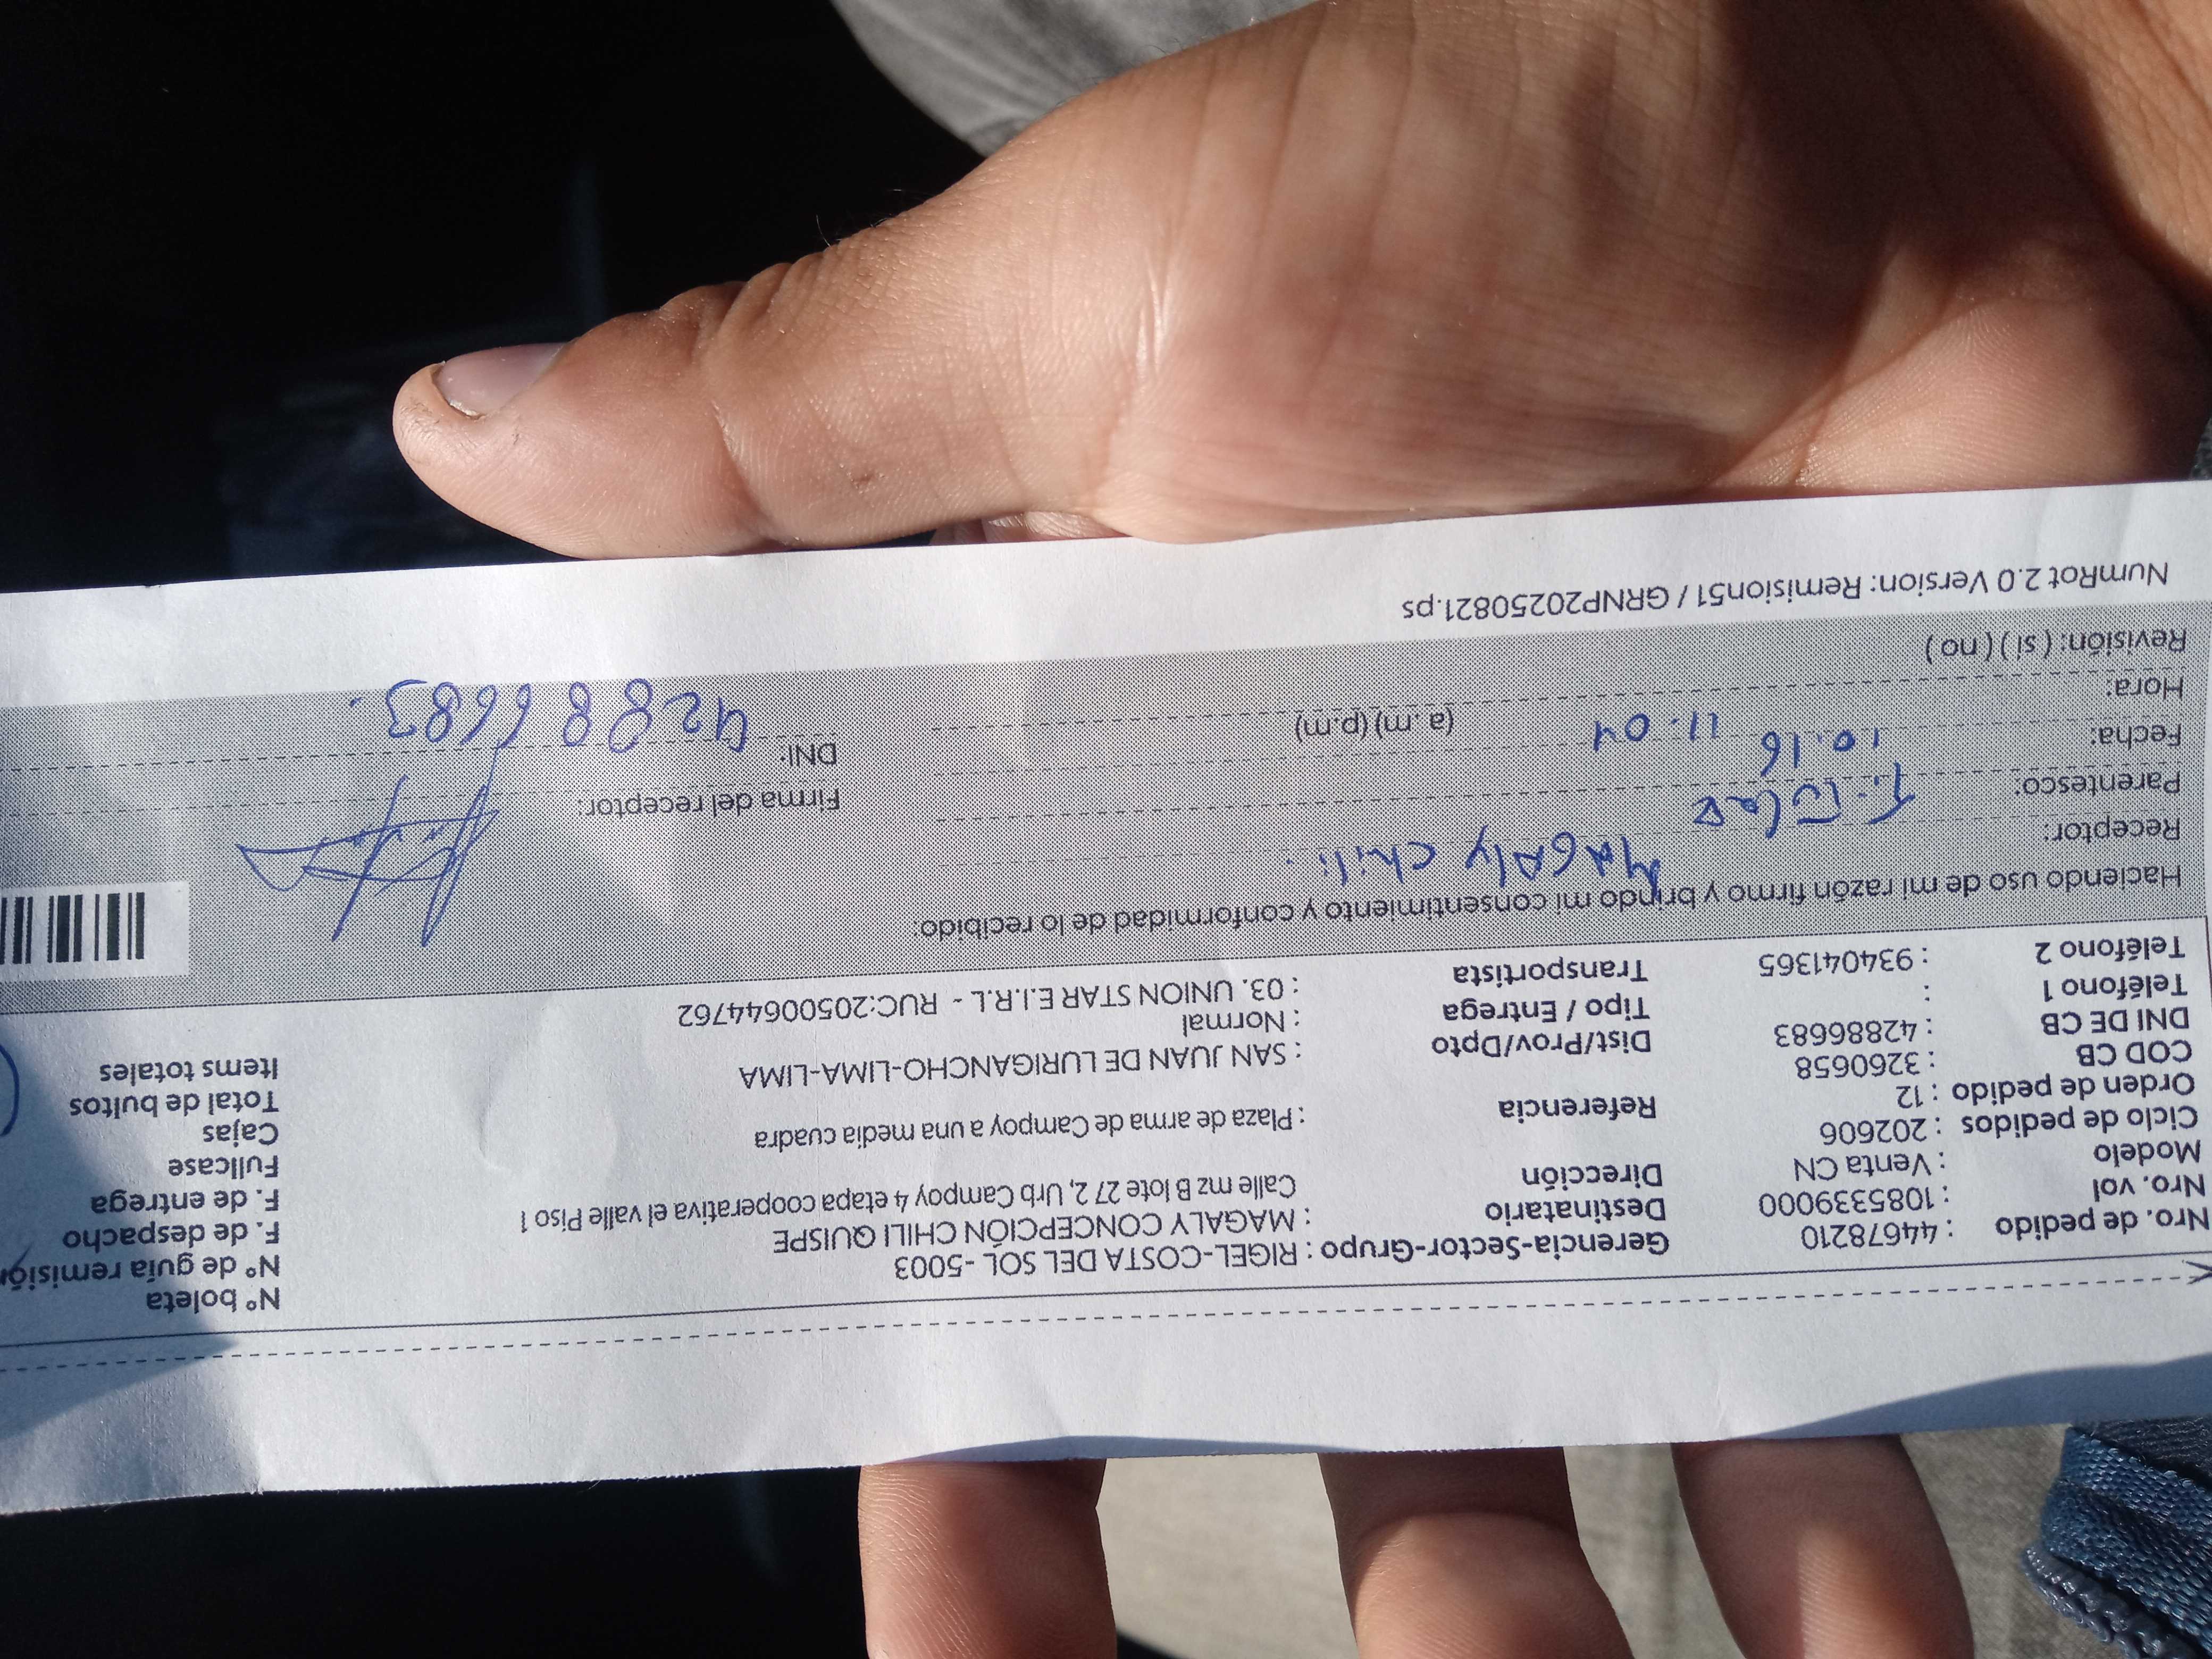 Nro. de pedido : 44678210
Nro. vol : 1085339000
Modelo : Venta CN
Ciclo de pedidos : 202606
Orden de pedido : 12
COD CB : 3260658
DNI DE CB : 42886683
Teléfono 1 :
Teléfono 2 : 934041365
Gerencia-Sector-Grupo : RIGEL-COSTA DEL SOL -5003
Destinatario : MAGALY CONCEPCIÓN CHILI QUISPE
Dirección Calle mz B lote 27 2, Urb Campoy 4 etapa cooperativa el valle Piso 1
Referencia : Plaza de arma de Campoy a una media cuadra
Dist/Prov/Dpto : SAN JUAN DE LURIGANCHO-LIMA-LIMA
Tipo / Entrega : Normal
Transportista : 03. UNION STAR E.I.R.L - RUC:20500644762
N° boleta
N° de guía remisión
F. de despacho
F. de entrega
Fullcase
Cajas
Total de bultos
Items totales
Haciendo uso de mi razón firmo y brindo mi consentimiento y conformidad de lo recibido:
Receptor: MAGALY Chili.
Parentesco: Titular
Fecha: 10.16 11.04
Hora: (a. m) (p.m)
Revisión: ( si ) ( no )
Firma del receptor:
DNI: 42886683.
NumRot 2.0 Version: Remision51 / GRNP20250821.ps